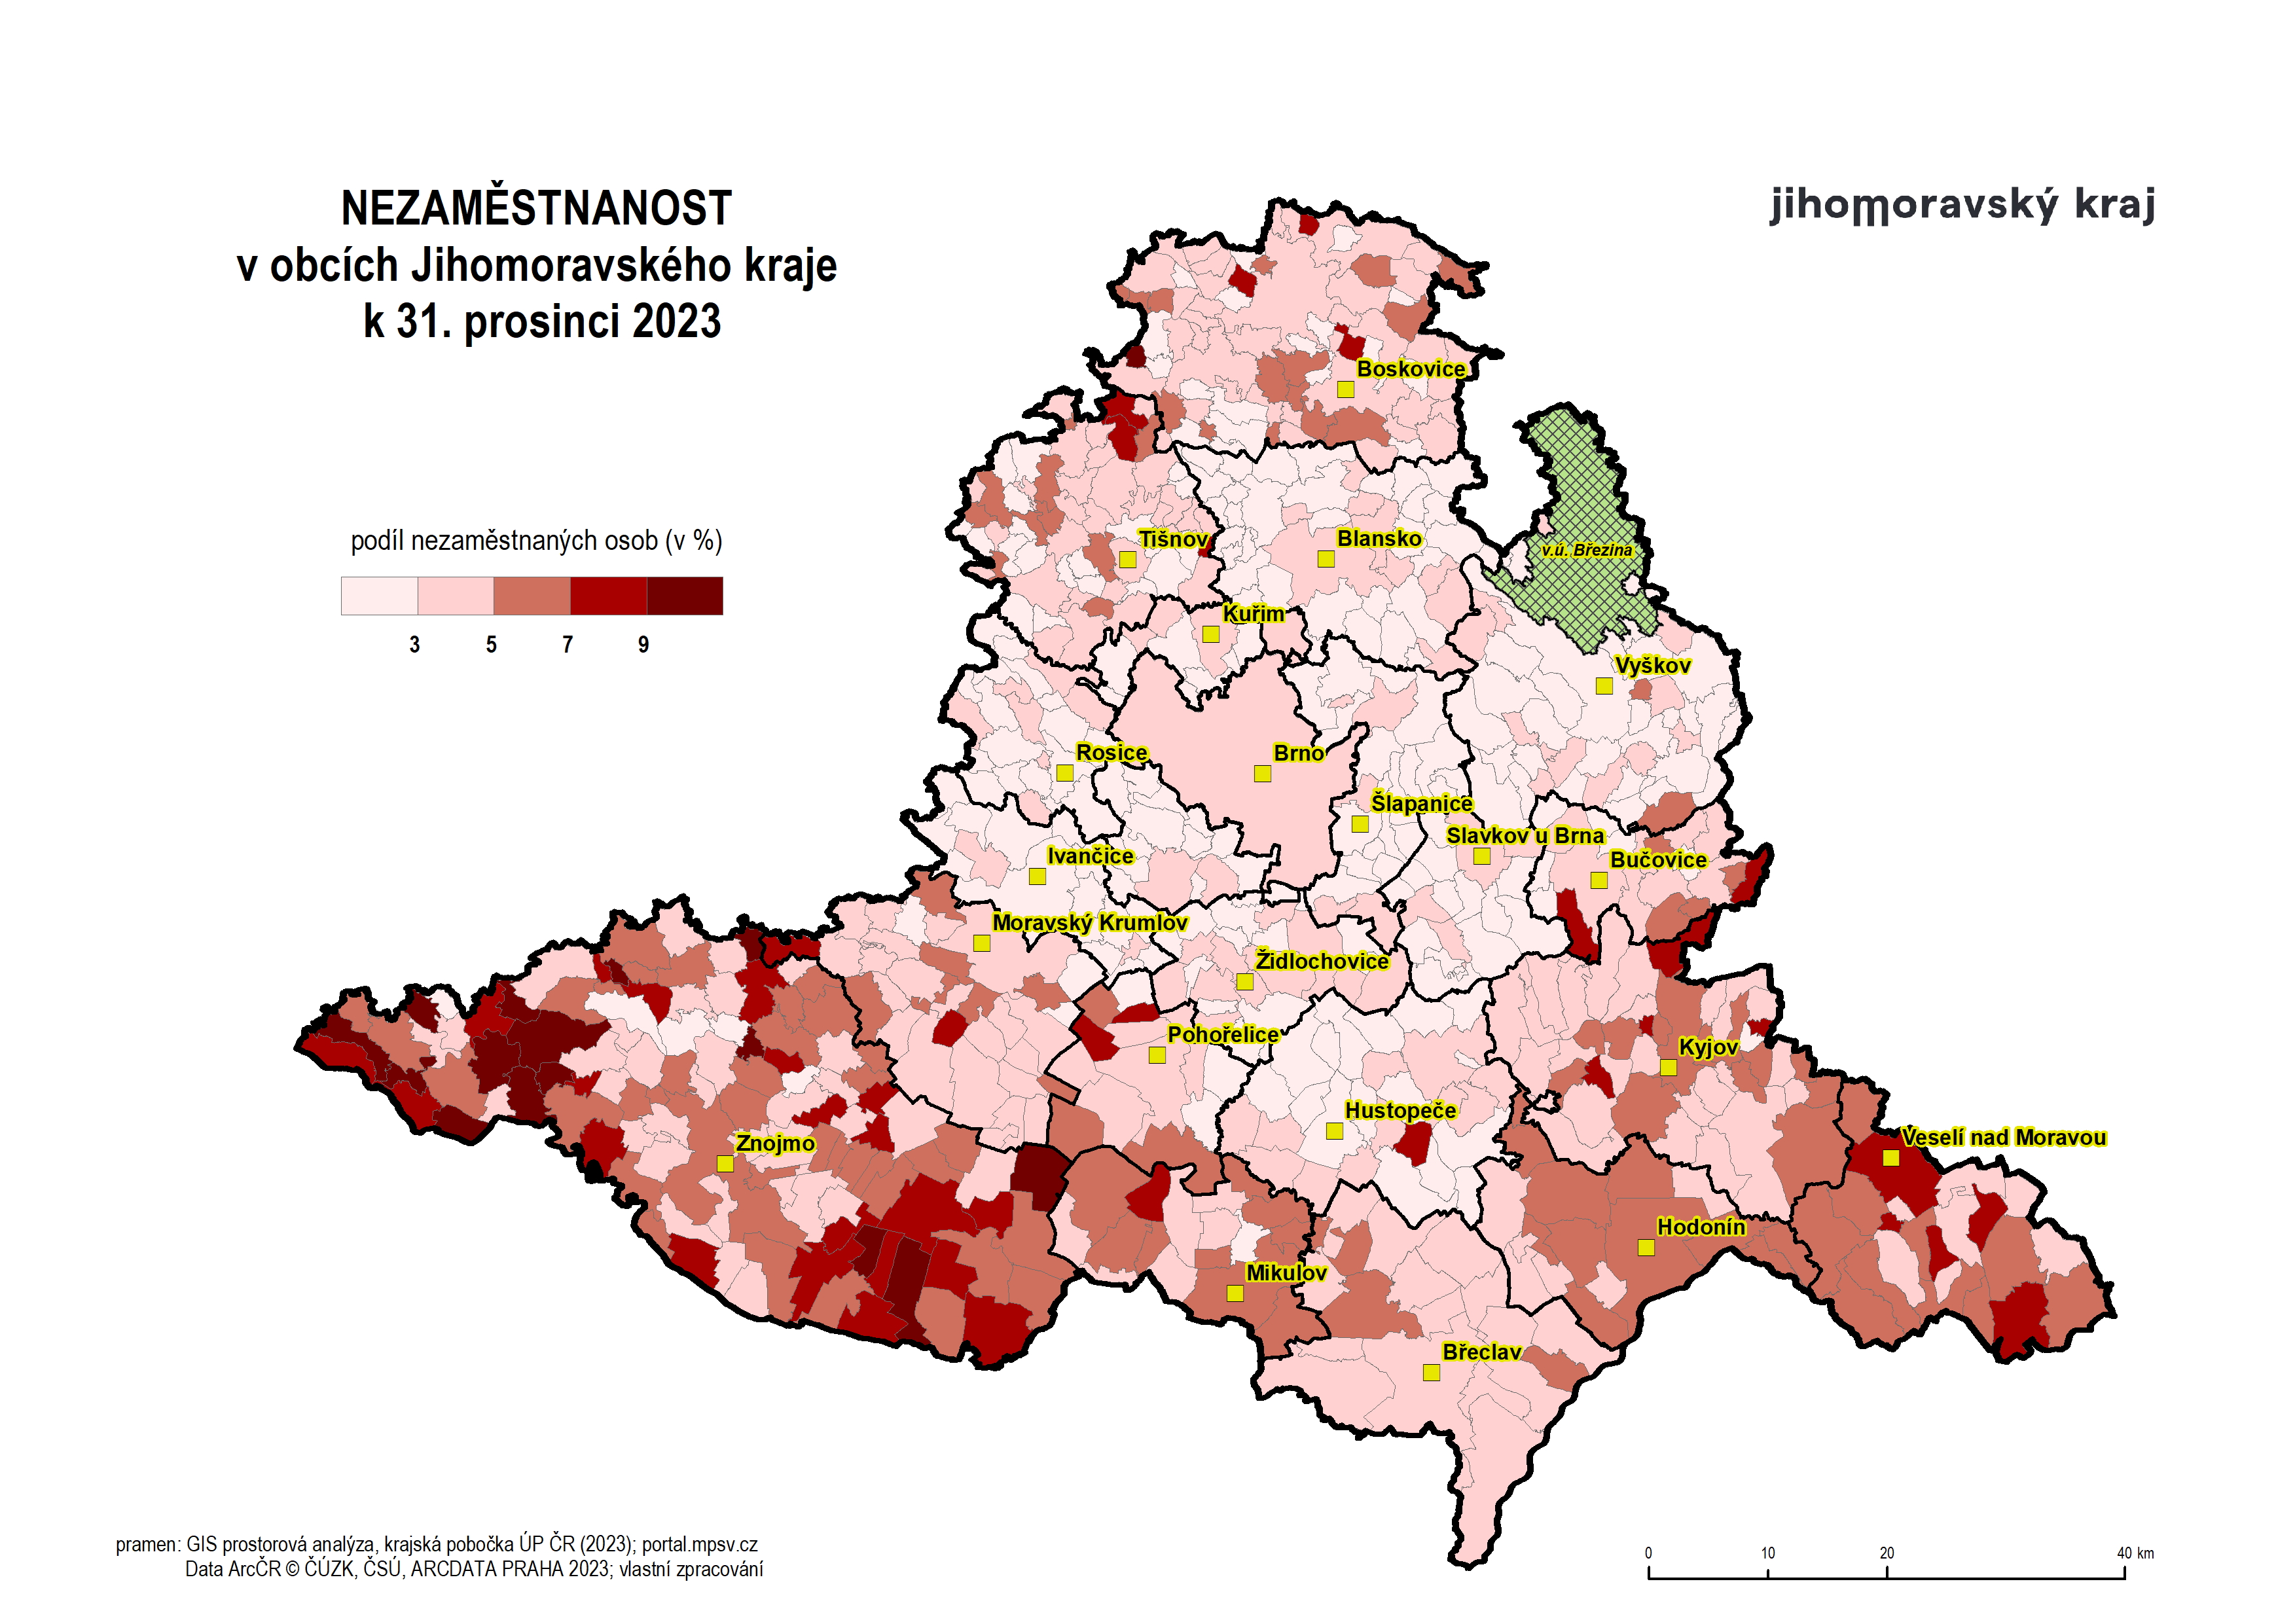 NEZAMĚSTNANOST
v obcích Jihomoravského kraje
k 31. prosinci 2023
jihomoravský kraj
podíl nezaměstnaných osob (v %)
3 5 7 9
Boskovice
Tišnov
Blansko
v.ú. Březina
Kuřim
Vyškov
Rosice
Brno
Šlapanice
Slavkov u Brna
Ivančice
Bučovice
Moravský Krumlov
Židlochovice
Pohořelice
Kyjov
Hustopeče
Znojmo
Veselí nad Moravou
Hodonín
Mikulov
Břeclav
pramen: GIS prostorová analýza, krajská pobočka ÚP ČR (2023); portal.mpsv.cz
Data ArcČR © ČÚZK, ČSÚ, ARCDATA PRAHA 2023; vlastní zpracování
0 10 20 40 km